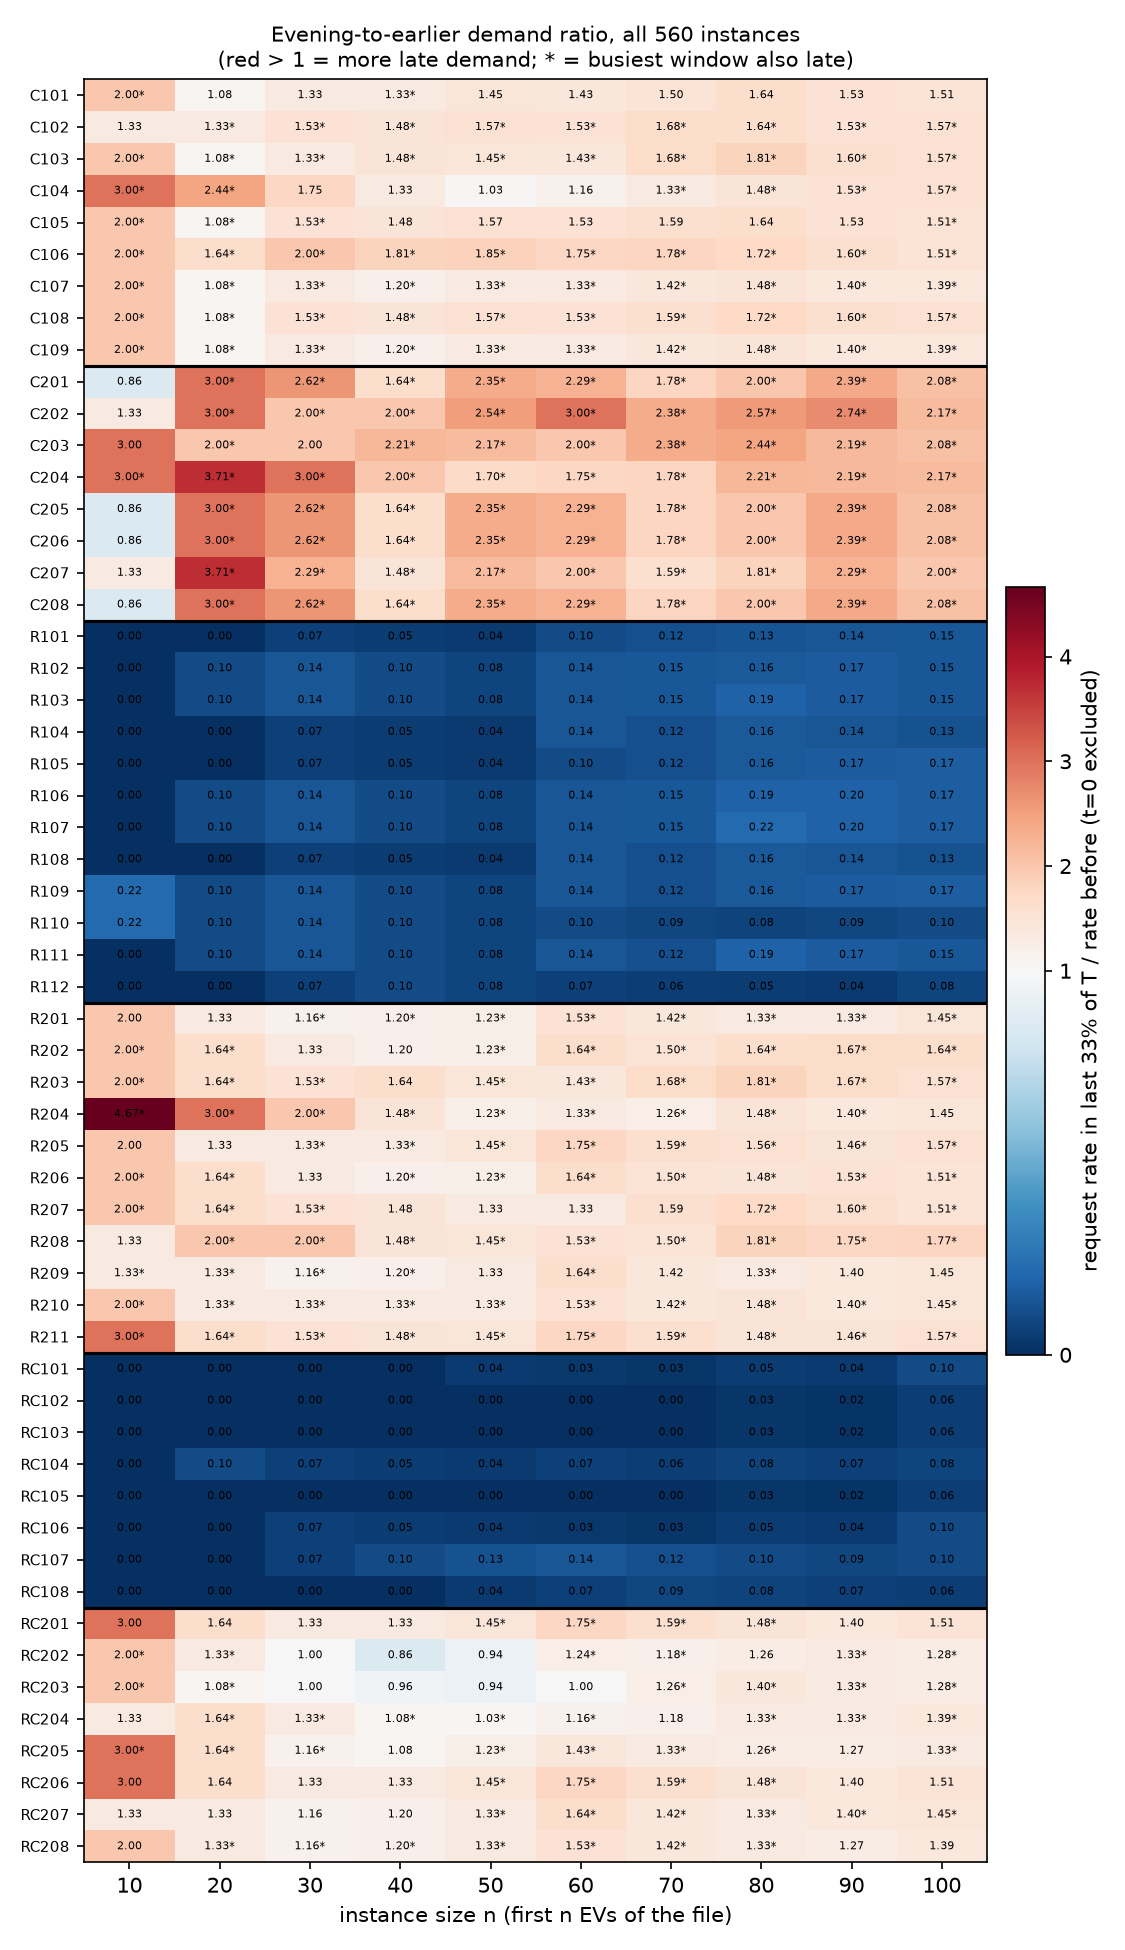 Evening-to-earlier demand ratio, all 560 instances
(red > 1 = more late demand; * = busiest window also late)
C101 2.00* 1.08 1.33 1.33* 1.45 1.43 1.50 1.64 1.53 1.51
C102 1.33 1.33* 1.53* 1.48* 1.57* 1.53* 1.68* 1.64* 1.53* 1.57*
C103 2.00* 1.08* 1.33* 1.48* 1.45* 1.43* 1.68* 1.81* 1.60* 1.57*
C104 3.00* 2.44* 1.75 1.33 1.03 1.16 1.33* 1.48* 1.53* 1.57*
C105 2.00* 1.08* 1.53* 1.48 1.57 1.53 1.59 1.64 1.53 1.51*
C106 2.00* 1.64* 2.00* 1.81* 1.85* 1.75* 1.78* 1.72* 1.60* 1.51*
C107 2.00* 1.08* 1.33* 1.20* 1.33* 1.33* 1.42* 1.48* 1.40* 1.39*
C108 2.00* 1.08* 1.53* 1.48* 1.57* 1.53* 1.59* 1.72* 1.60* 1.57*
C109 2.00* 1.08* 1.33* 1.20* 1.33* 1.33* 1.42* 1.48* 1.40* 1.39*
C201 0.86 3.00* 2.62* 1.64* 2.35* 2.29* 1.78* 2.00* 2.39* 2.08*
C202 1.33 3.00* 2.00* 2.00* 2.54* 3.00* 2.38* 2.57* 2.74* 2.17*
C203 3.00 2.00* 2.00 2.21* 2.17* 2.00* 2.38* 2.44* 2.19* 2.08*
C204 3.00* 3.71* 3.00* 2.00* 1.70* 1.75* 1.78* 2.21* 2.19* 2.17*
C205 0.86 3.00* 2.62* 1.64* 2.35* 2.29* 1.78* 2.00* 2.39* 2.08*
C206 0.86 3.00* 2.62* 1.64* 2.35* 2.29* 1.78* 2.00* 2.39* 2.08*
C207 1.33 3.71* 2.29* 1.48* 2.17* 2.00* 1.59* 1.81* 2.29* 2.00*
C208 0.86 3.00* 2.62* 1.64* 2.35* 2.29* 1.78* 2.00* 2.39* 2.08*
R101 0.00 0.00 0.07 0.05 0.04 0.10 0.12 0.13 0.14 0.15
R102 0.00 0.10 0.14 0.10 0.08 0.14 0.15 0.16 0.17 0.15
R103 0.00 0.10 0.14 0.10 0.08 0.14 0.15 0.19 0.17 0.15
R104 0.00 0.00 0.07 0.05 0.04 0.14 0.12 0.16 0.14 0.13
R105 0.00 0.00 0.07 0.05 0.04 0.10 0.12 0.16 0.17 0.17
R106 0.00 0.10 0.14 0.10 0.08 0.14 0.15 0.19 0.20 0.17
R107 0.00 0.10 0.14 0.10 0.08 0.14 0.15 0.22 0.20 0.17
R108 0.00 0.00 0.07 0.05 0.04 0.14 0.12 0.16 0.14 0.13
R109 0.22 0.10 0.14 0.10 0.08 0.14 0.12 0.16 0.17 0.17
R110 0.22 0.10 0.14 0.10 0.08 0.10 0.09 0.08 0.09 0.10
R111 0.00 0.10 0.14 0.10 0.08 0.14 0.12 0.19 0.17 0.15
R112 0.00 0.00 0.07 0.10 0.08 0.07 0.06 0.05 0.04 0.08
R201 2.00 1.33 1.16* 1.20* 1.23* 1.53* 1.42* 1.33* 1.33* 1.45*
R202 2.00* 1.64* 1.33 1.20 1.23* 1.64* 1.50* 1.64* 1.67* 1.64*
R203 2.00* 1.64* 1.53* 1.64 1.45* 1.43* 1.68* 1.81* 1.67* 1.57*
R204 4.67* 3.00* 2.00* 1.48* 1.23* 1.33* 1.26* 1.48* 1.40* 1.45
R205 2.00 1.33 1.33* 1.33* 1.45* 1.75* 1.59* 1.56* 1.46* 1.57*
R206 2.00* 1.64* 1.33 1.20* 1.23* 1.64* 1.50* 1.48* 1.53* 1.51*
R207 2.00* 1.64* 1.53* 1.48 1.33 1.33 1.59 1.72* 1.60* 1.51*
R208 1.33 2.00* 2.00* 1.48* 1.45* 1.53* 1.50* 1.81* 1.75* 1.77*
R209 1.33* 1.33* 1.16* 1.20* 1.33 1.64* 1.42 1.33* 1.40 1.45
R210 2.00* 1.33* 1.33* 1.33* 1.33* 1.53* 1.42* 1.48* 1.40* 1.45*
R211 3.00* 1.64* 1.53* 1.48* 1.45* 1.75* 1.59* 1.48* 1.46* 1.57*
RC101 0.00 0.00 0.00 0.00 0.04 0.03 0.03 0.05 0.04 0.10
RC102 0.00 0.00 0.00 0.00 0.00 0.00 0.00 0.03 0.02 0.06
RC103 0.00 0.00 0.00 0.00 0.00 0.00 0.00 0.03 0.02 0.06
RC104 0.00 0.10 0.07 0.05 0.04 0.07 0.06 0.08 0.07 0.08
RC105 0.00 0.00 0.00 0.00 0.00 0.00 0.00 0.03 0.02 0.06
RC106 0.00 0.00 0.07 0.05 0.04 0.03 0.03 0.05 0.04 0.10
RC107 0.00 0.00 0.07 0.10 0.13 0.14 0.12 0.10 0.09 0.10
RC108 0.00 0.00 0.00 0.00 0.04 0.07 0.09 0.08 0.07 0.06
RC201 3.00 1.64 1.33 1.33 1.45* 1.75* 1.59* 1.48* 1.40 1.51
RC202 2.00* 1.33* 1.00 0.86 0.94 1.24* 1.18* 1.26 1.33* 1.28*
RC203 2.00* 1.08* 1.00 0.96 0.94 1.00 1.26* 1.40* 1.33* 1.28*
RC204 1.33 1.64* 1.33* 1.08* 1.03* 1.16* 1.18 1.33* 1.33* 1.39*
RC205 3.00* 1.64* 1.16* 1.08 1.23* 1.43* 1.33* 1.26* 1.27 1.33*
RC206 3.00 1.64 1.33 1.33 1.45* 1.75* 1.59* 1.48* 1.40 1.51
RC207 1.33 1.33 1.16 1.20 1.33* 1.64* 1.42* 1.33* 1.40* 1.45*
RC208 2.00 1.33* 1.16* 1.20* 1.33* 1.53* 1.42* 1.33* 1.27 1.39
10 20 30 40 50 60 70 80 90 100
instance size n (first n EVs of the file)
4
3
2
1
0
request rate in last 33% of T / rate before (t=0 excluded)